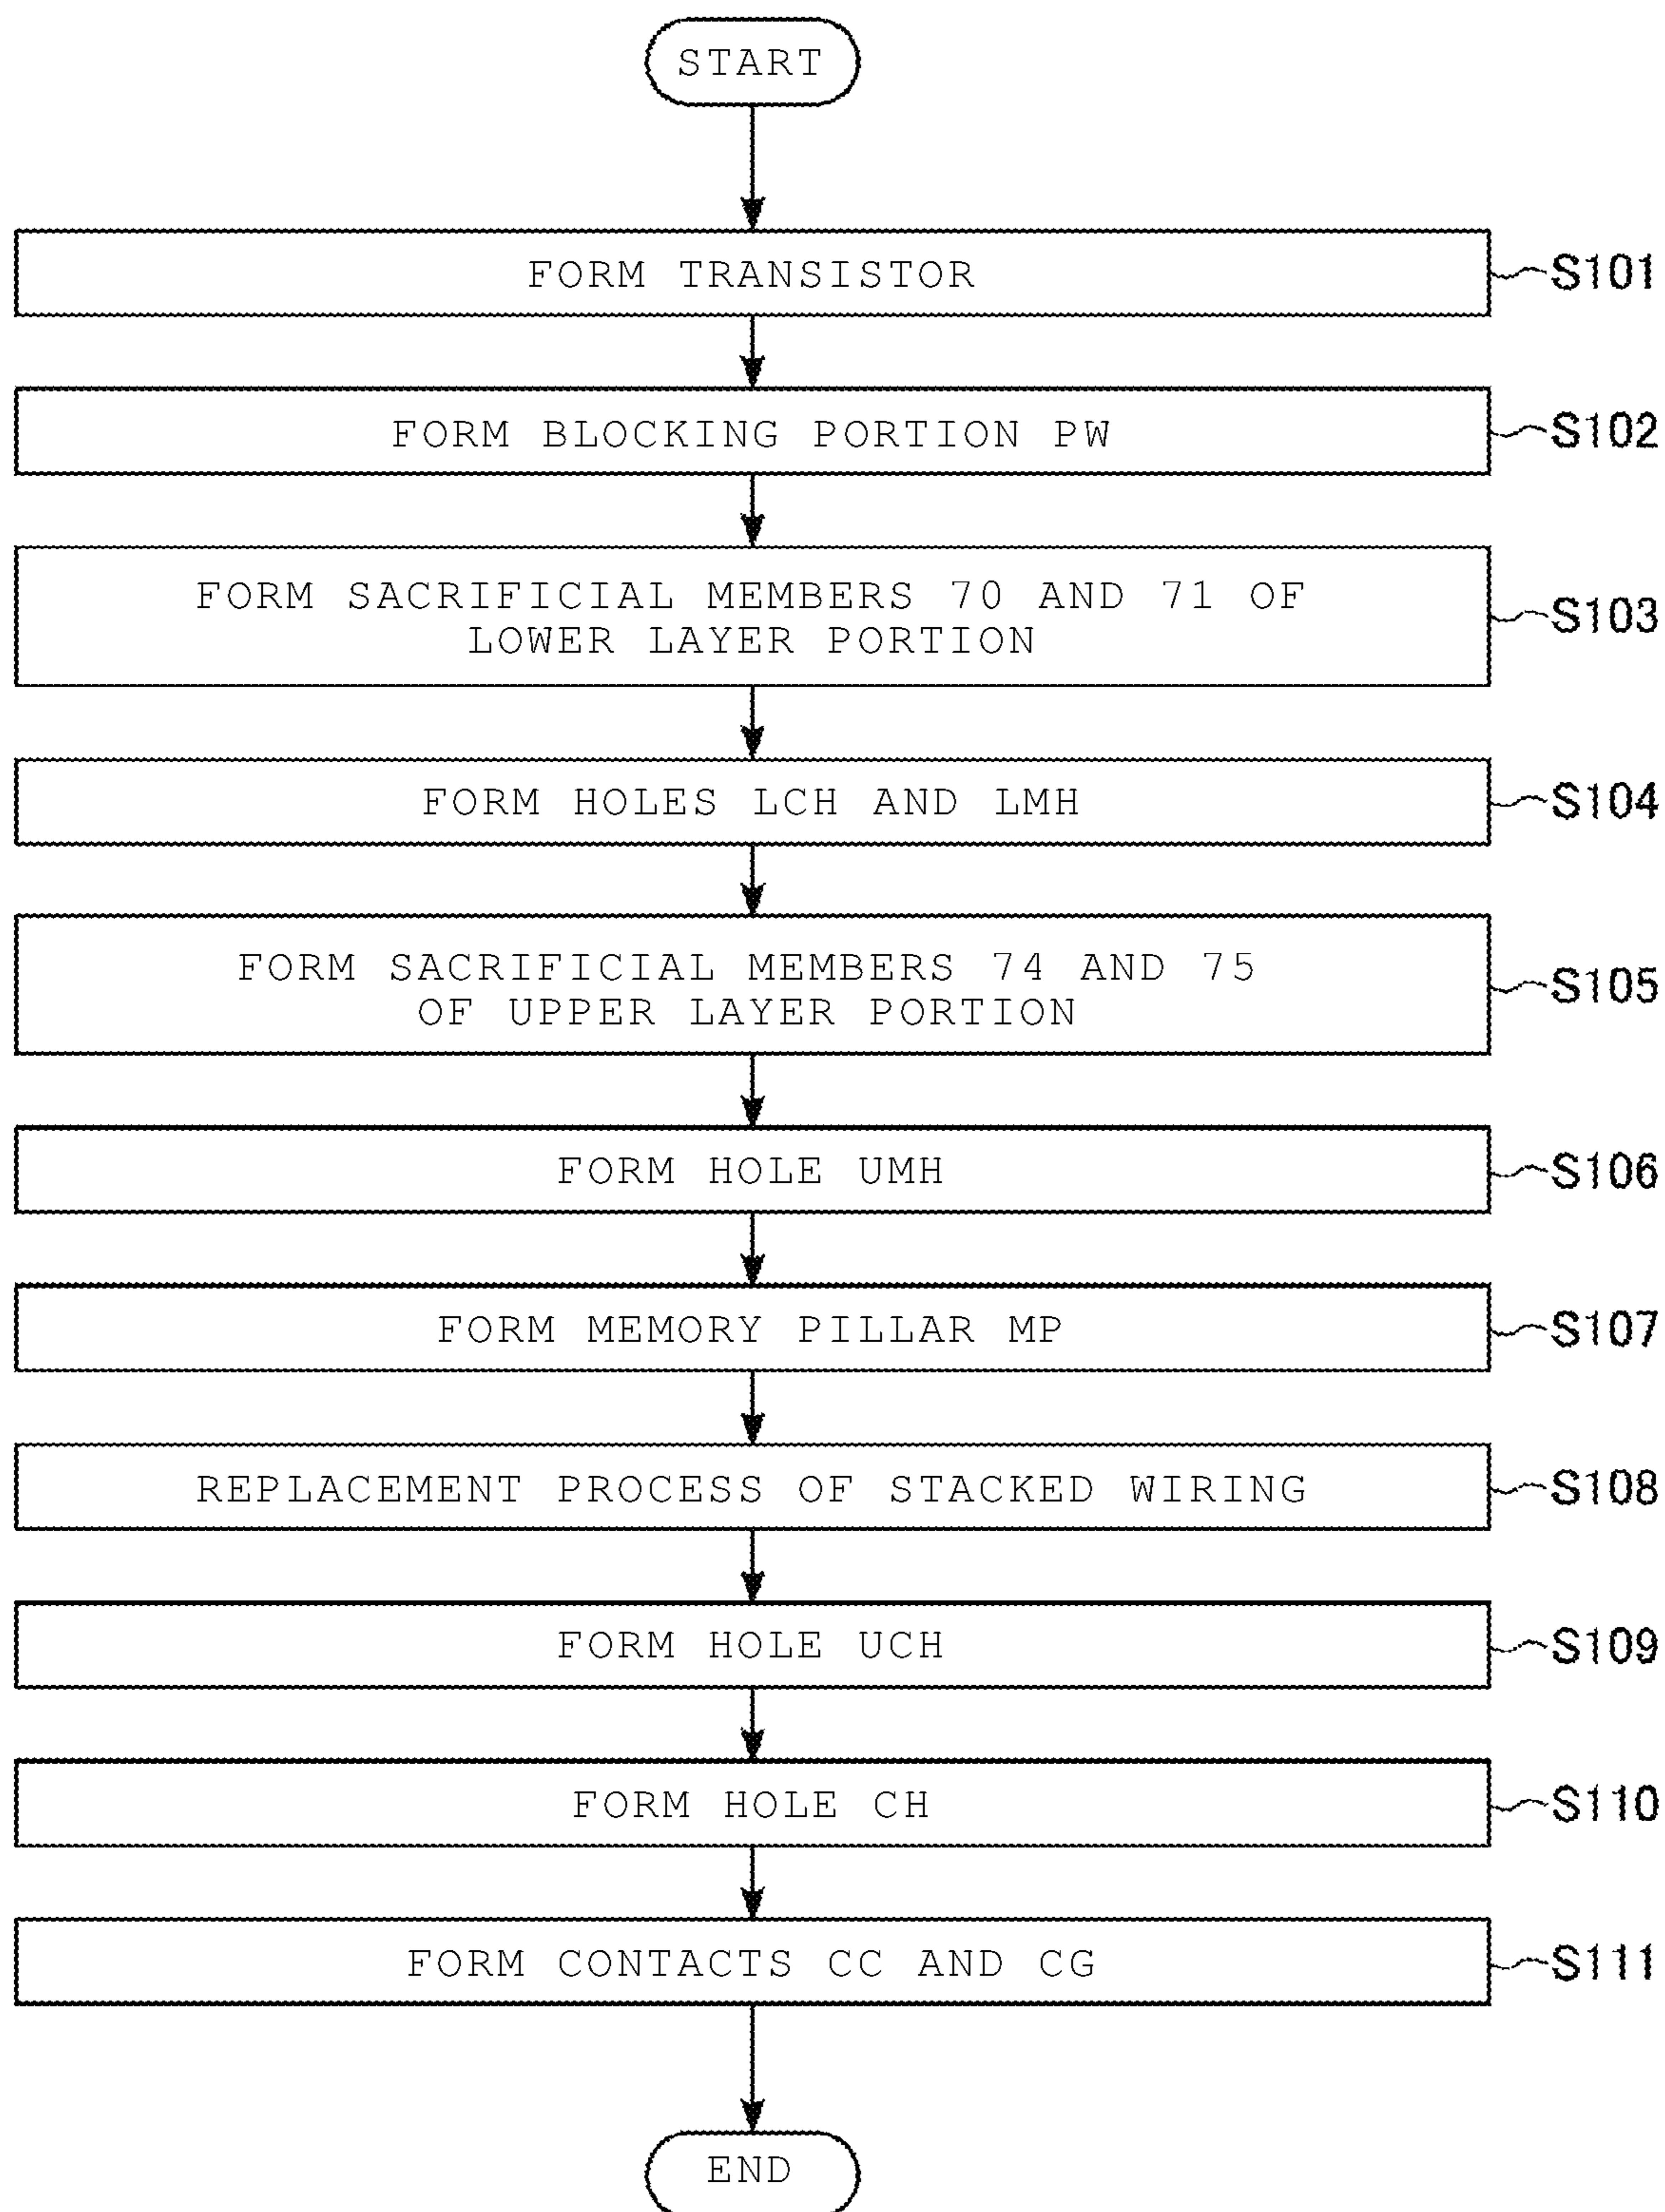 START
FORM TRANSISTOR
S101
FORM BLOCKING PORTION PW
S102
FORM SACRIFICIAL MEMBERS 70 AND 71 OF
LOWER LAYER PORTION
S103
FORM HOLES LCH AND LMH
S104
FORM SACRIFICIAL MEMBERS 74 AND 75
OF UPPER LAYER PORTION
S105
FORM HOLE UMH
S106
FORM MEMORY PILLAR MP
S107
REPLACEMENT PROCESS OF STACKED WIRING
S108
FORM HOLE UCH
S109
FORM HOLE CH
S110
FORM CONTACTS CC AND CG
S111
END